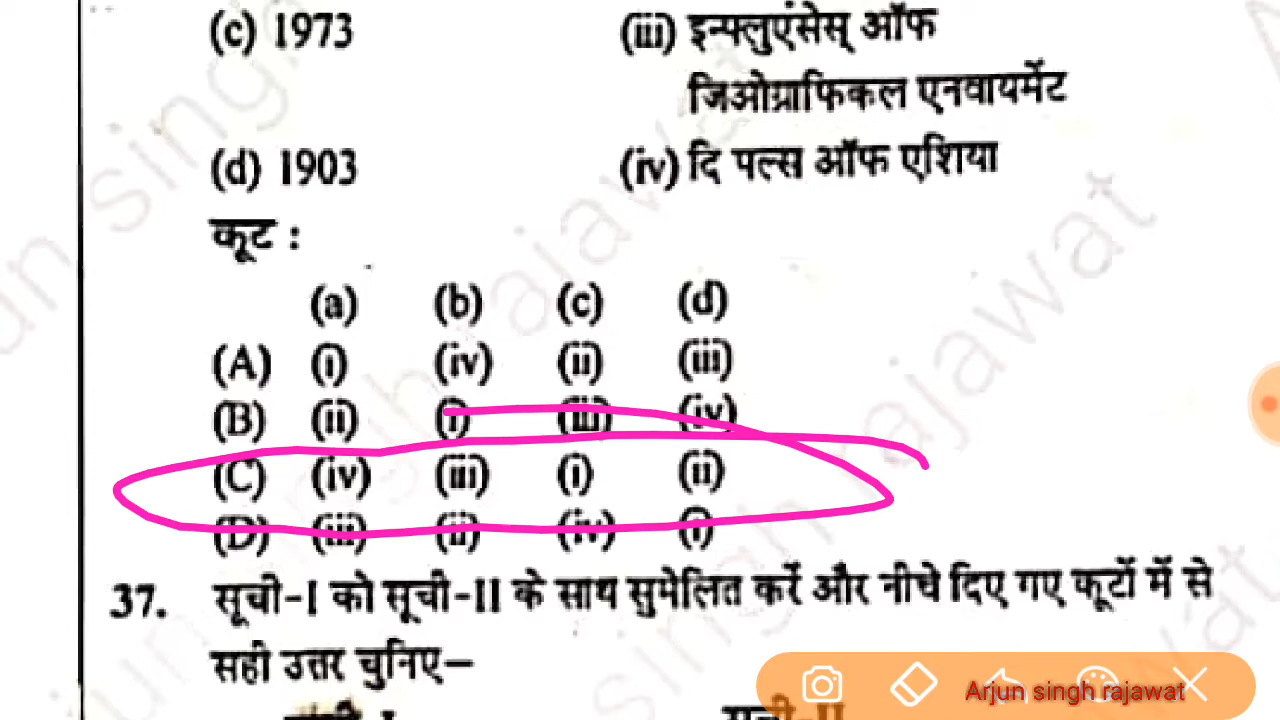 (c) 1973 (iii) इन्फ्लुएंसेस् ऑफ
जिओग्राफिकल एनवायर्मेंट
(d) 1903 (iv) दि पल्स ऑफ एशिया
कूट :
(a) (b) (c) (d)
(A) (i) (iv) (ii) (iii)
(B) (ii) (i) (iii) (iv)
(C) (iv) (iii) (i) (ii)
(D) (iii) (ii) (iv) (i)
37. सूची-I को सूची-II के साथ सुमेलित करें और नीचे दिए गए कूटों में से
सही उत्तर चुनिए–
Arjun singh rajawat